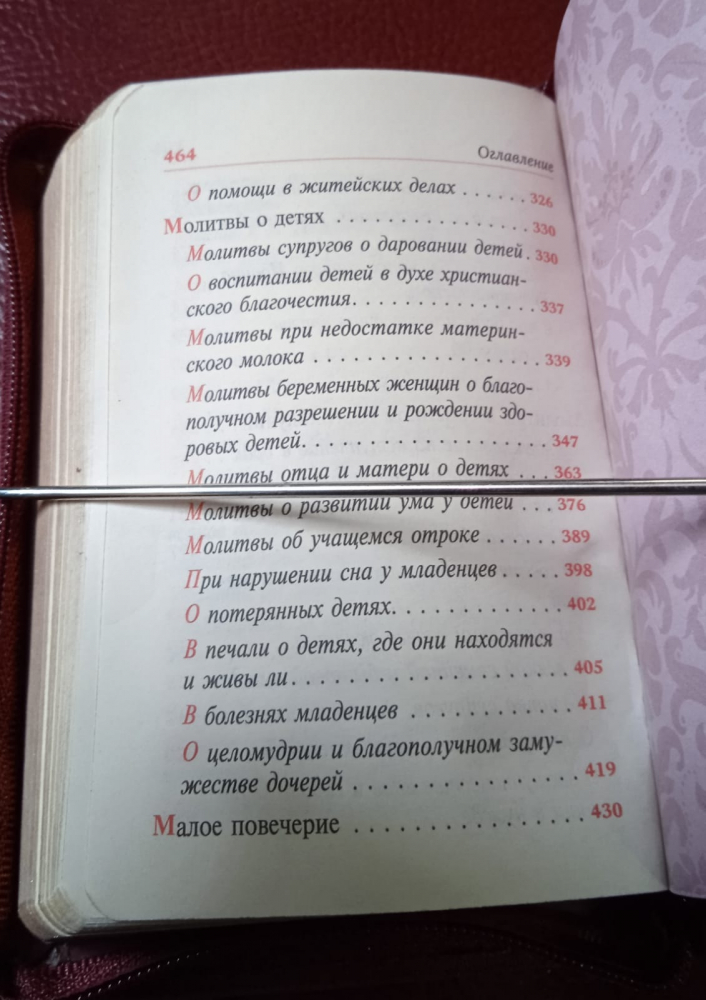 464 Оглавление
О помощи в житейских делах . . . . . . 326
Молитвы о детях . . . . . . . . . . . . . . . . 330
Молитвы супругов о даровании детей . 330
О воспитании детей в духе христиан-
ского благочестия. . . . . . . . . . . . . . . . 337
Молитвы при недостатке материн-
ского молока . . . . . . . . . . . . . . . . . . . 339
Молитвы беременных женщин о благо-
получном разрешении и рождении здо-
ровых детей. . . . . . . . . . . . . . . . . . . . 347
Молитвы отца и матери о детях . . . 363
Молитвы о развитии ума у детей . . . 376
Молитвы об учащемся отроке . . . . . . 389
При нарушении сна у младенцев . . . . . 398
О потерянных детях. . . . . . . . . . . . . 402
В печали о детях, где они находятся
и живы ли. . . . . . . . . . . . . . . . . . . . 405
В болезнях младенцев . . . . . . . . . . . . 411
О целомудрии и благополучном заму-
жестве дочерей . . . . . . . . . . . . . . . . 419
Малое повечерие . . . . . . . . . . . . . . . . 430